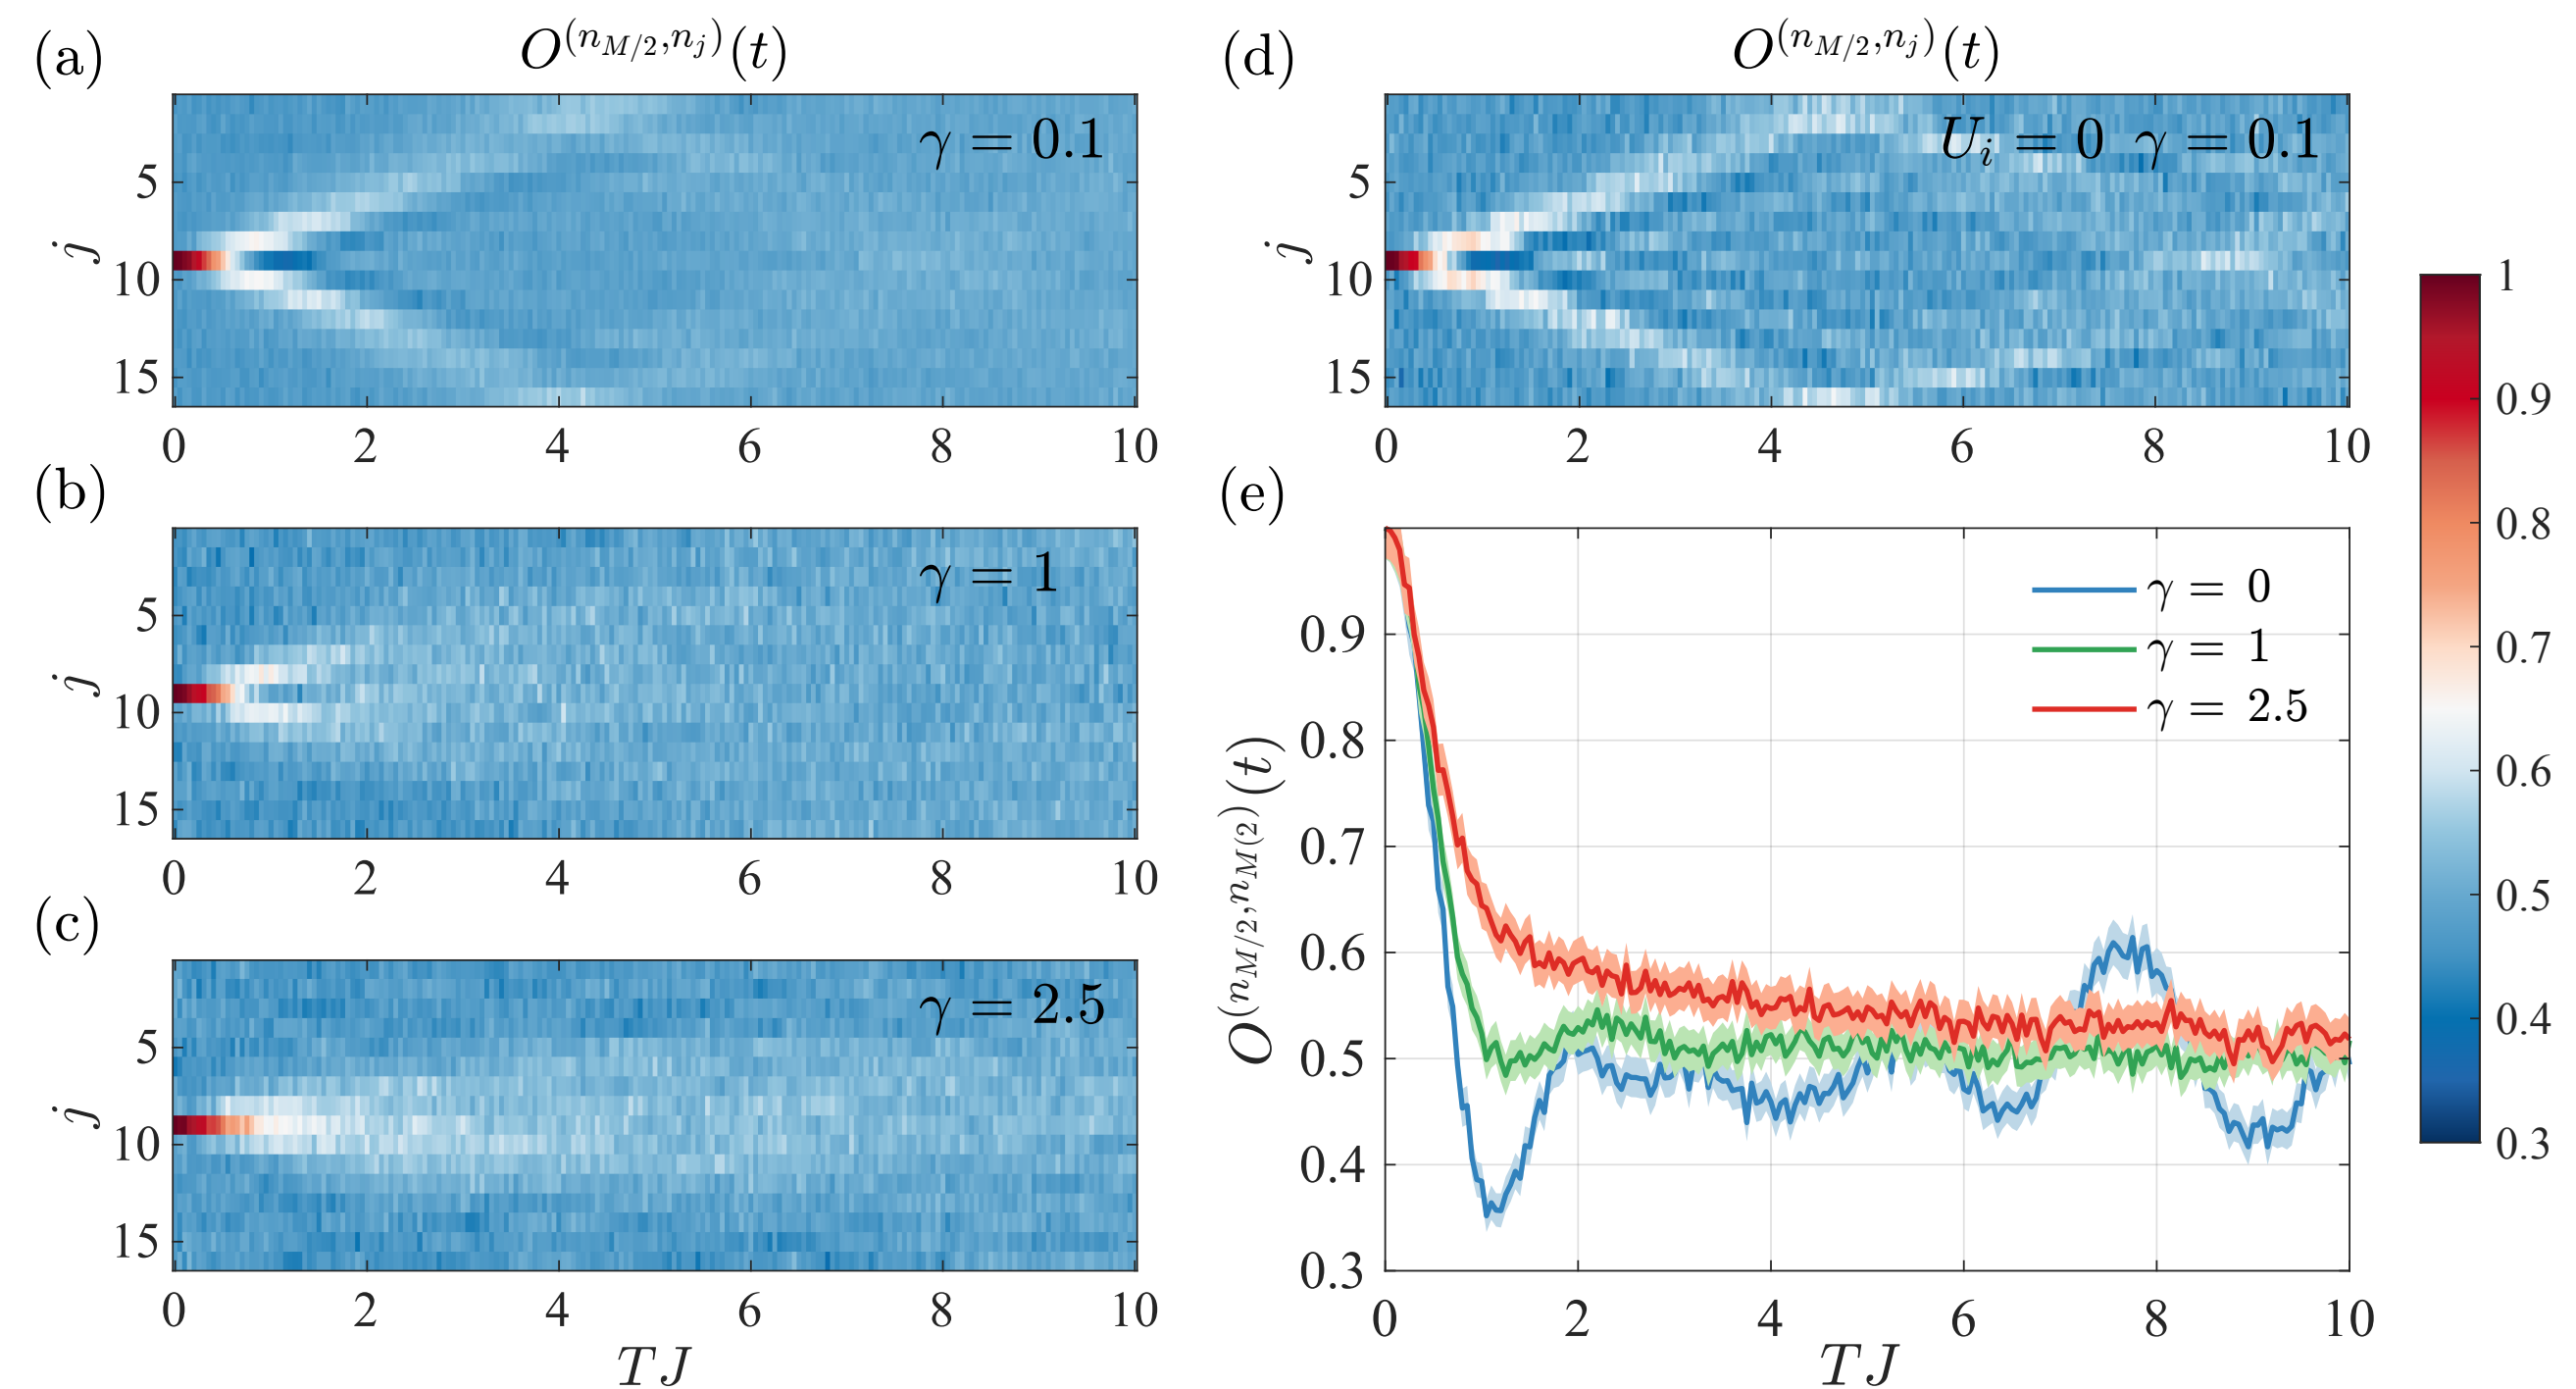 (a)
O^{(n_{M/2},n_j)}(t)
γ = 0.1
j
5
10
15
0 2 4 6 8 10
(b)
γ = 1
j
5
10
15
0 2 4 6 8 10
(c)
γ = 2.5
j
5
10
15
0 2 4 6 8 10
TJ
(d)
O^{(n_{M/2},n_j)}(t)
U_i = 0 γ = 0.1
j
5
10
15
0 2 4 6 8 10
(e)
γ = 0
γ = 1
γ = 2.5
O^{(n_{M/2},n_{M(2})}(t)
0.9
0.8
0.7
0.6
0.5
0.4
0.3
0 2 4 6 8 10
TJ
1
0.9
0.8
0.7
0.6
0.5
0.4
0.3